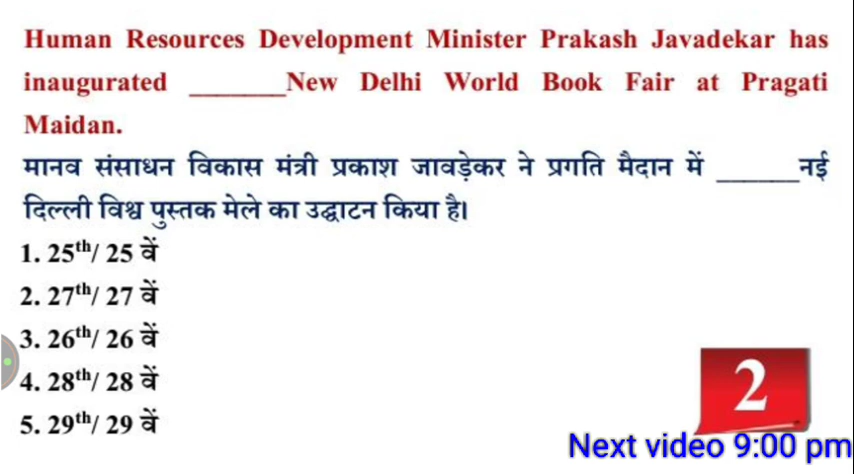 Human Resources Development Minister Prakash Javadekar has
inaugurated _______New Delhi World Book Fair at Pragati
Maidan.
मानव संसाधन विकास मंत्री प्रकाश जावड़ेकर ने प्रगति मैदान में ______नई
दिल्ली विश्व पुस्तक मेले का उद्घाटन किया है।
1. 25th/ 25 वें
2. 27th/ 27 वें
3. 26th/ 26 वें
4. 28th/ 28 वें
5. 29th/ 29 वें
2
Next video 9:00 pm